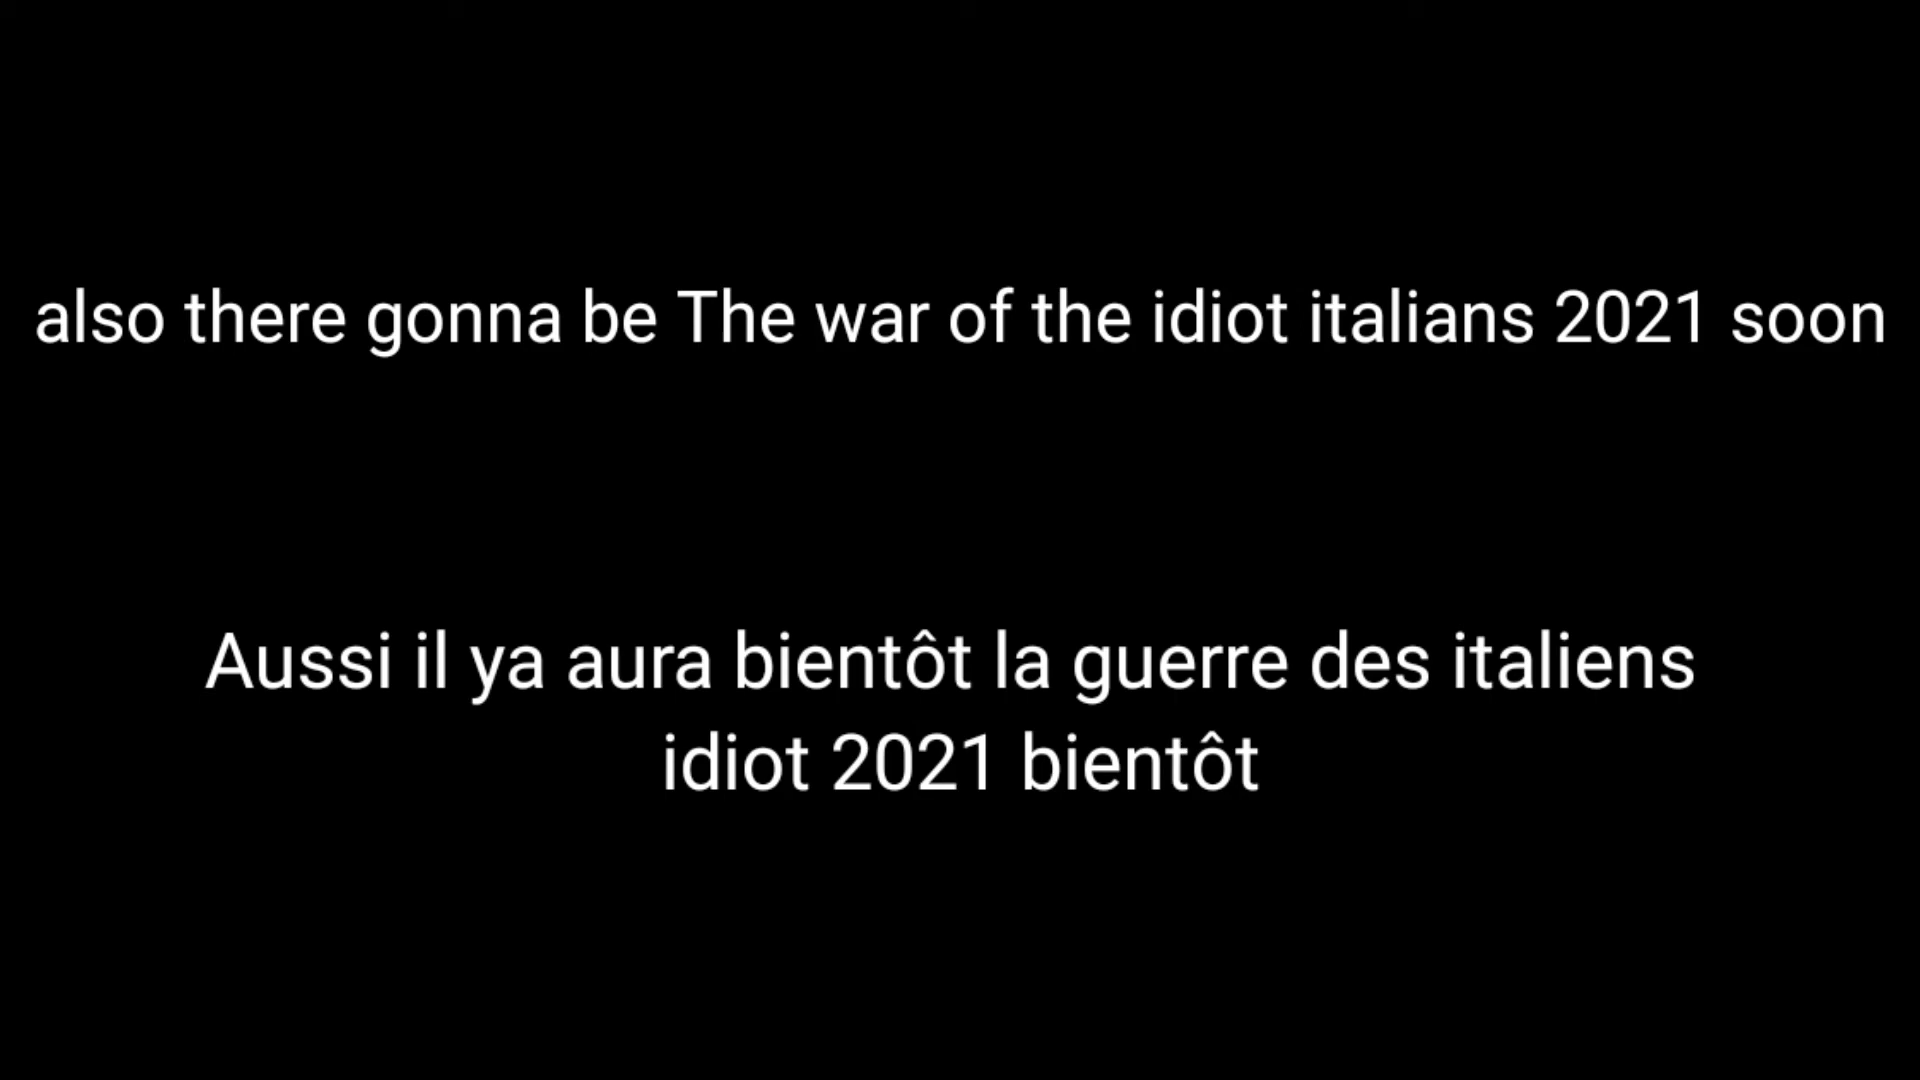 also there gonna be The war of the idiot italians 2021 soon
Aussi il ya aura bientôt la guerre des italiens
idiot 2021 bientôt